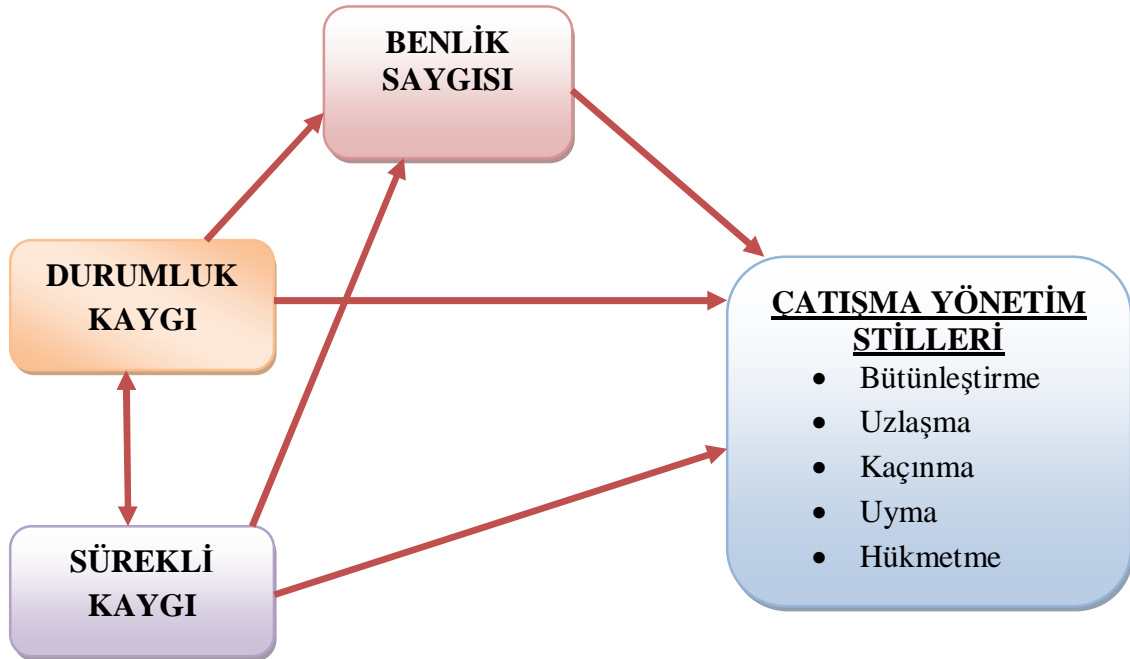 BENLİK
SAYGISI
DURUMLUK
KAYGI
ÇATIŞMA YÖNETİM
STİLLERİ
• Bütünleştirme
• Uzlaşma
• Kaçınma
• Uyma
• Hükmetme
SÜREKLİ
KAYGI